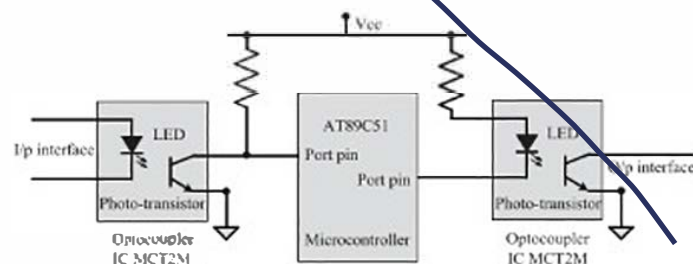 Vcc
LED
AT89C51
LED
I/p interface
Port pin
Port pin
interface
Photo-transistor
Photo-transistor
Microcontroller
Optocoupler
IC MCT2M
Optocoupler
IC MCT2M